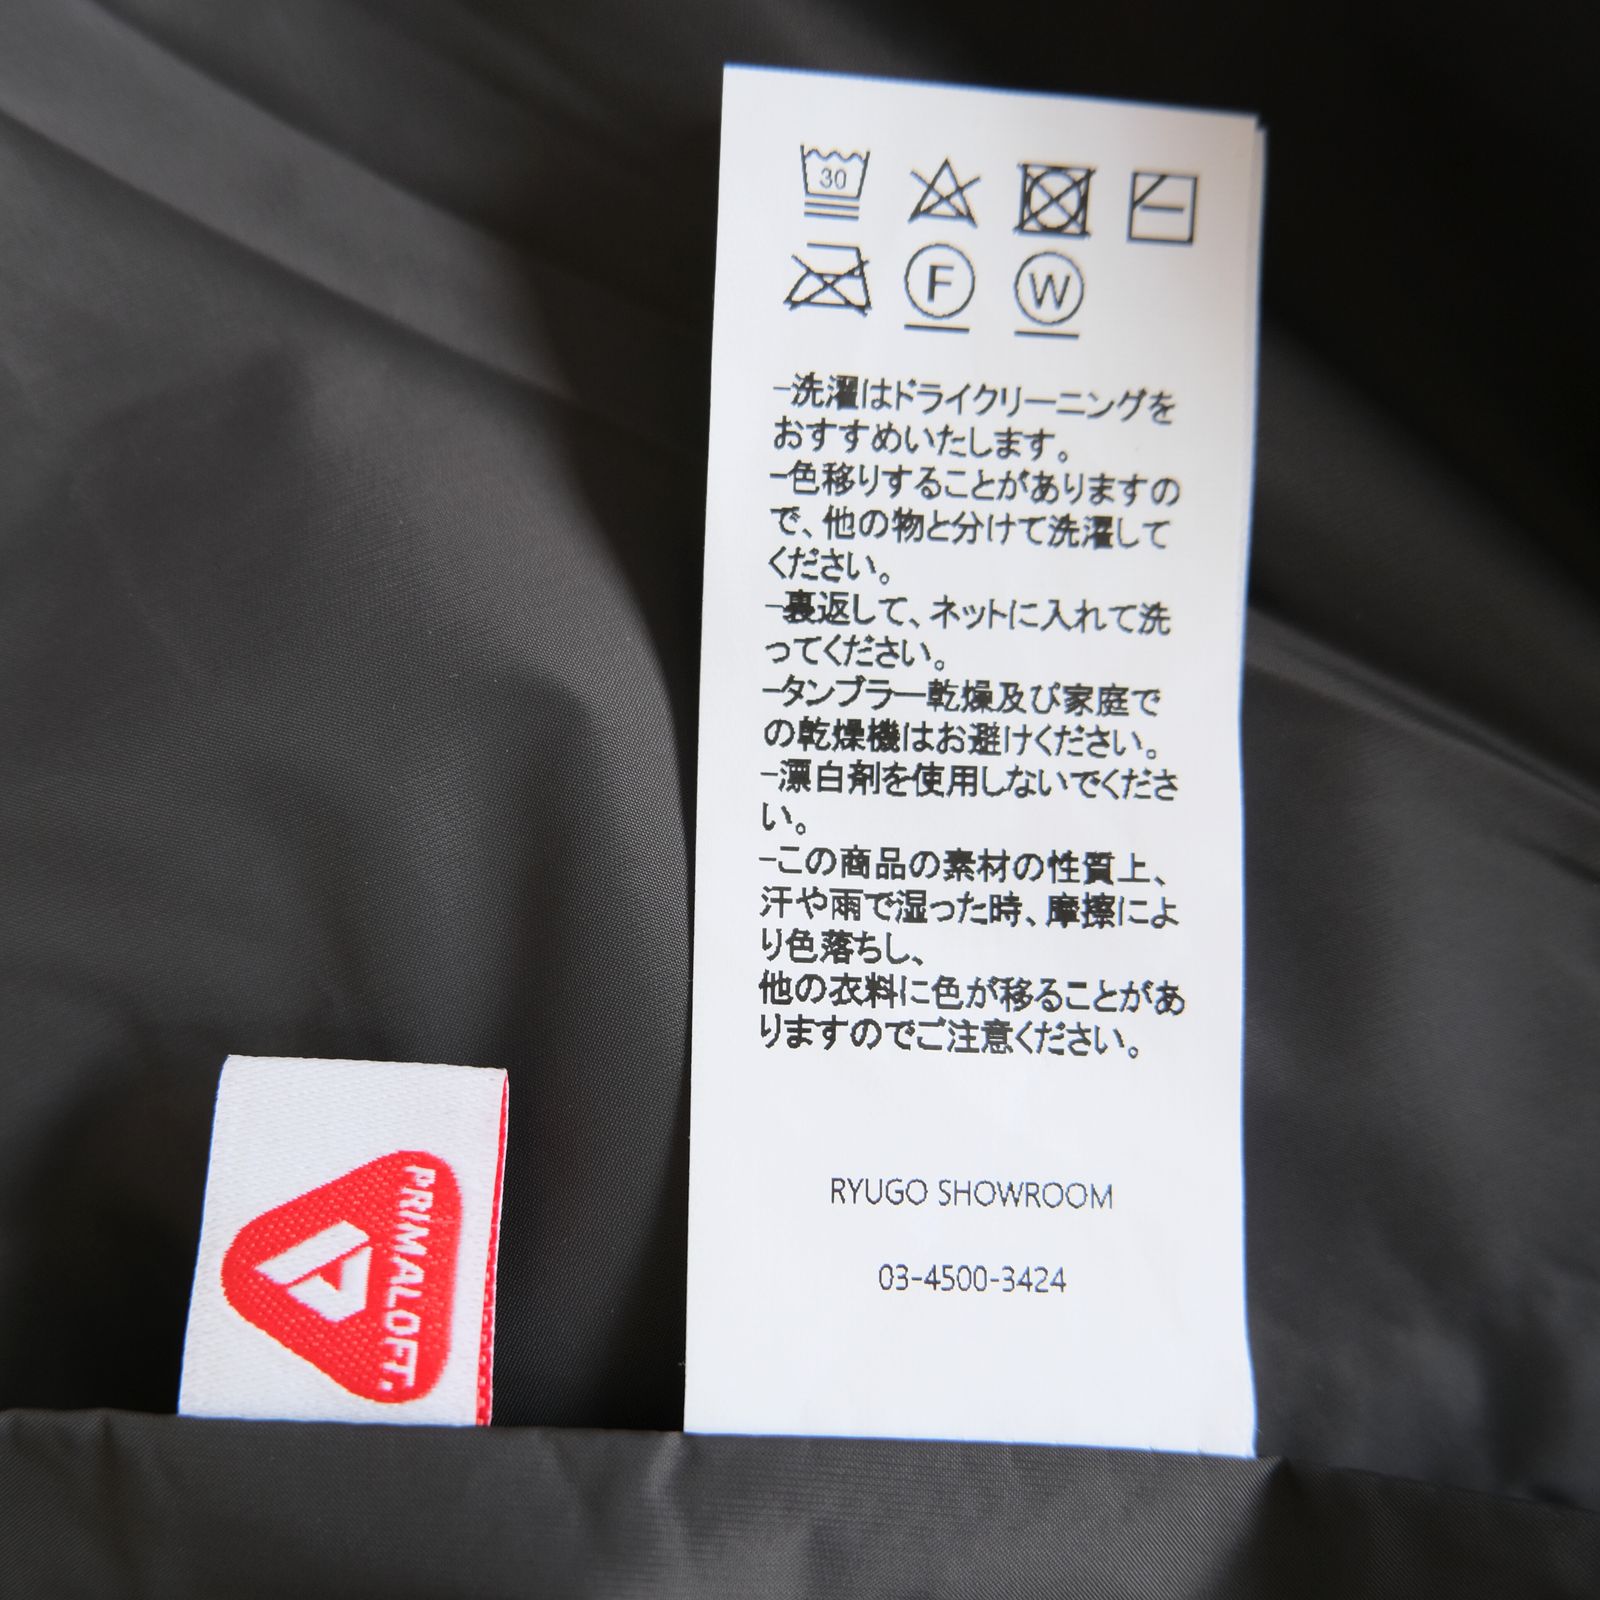 30
F W
-洗濯はドライクリーニングを
おすすめいたします。
-色移りすることがありますの
で、他の物と分けて洗濯して
ください。
-裏返して、ネットに入れて洗
ってください。
-タンブラー乾燥及び家庭で
の乾燥機はお避けください。
-漂白剤を使用しないでくださ
い。
-この商品の素材の性質上、
汗や雨で湿った時、摩擦によ
り色落ちし、
他の衣料に色が移ることがあ
りますのでご注意ください。
RYUGO SHOWROOM
03-4500-3424
PRIMALOFT.